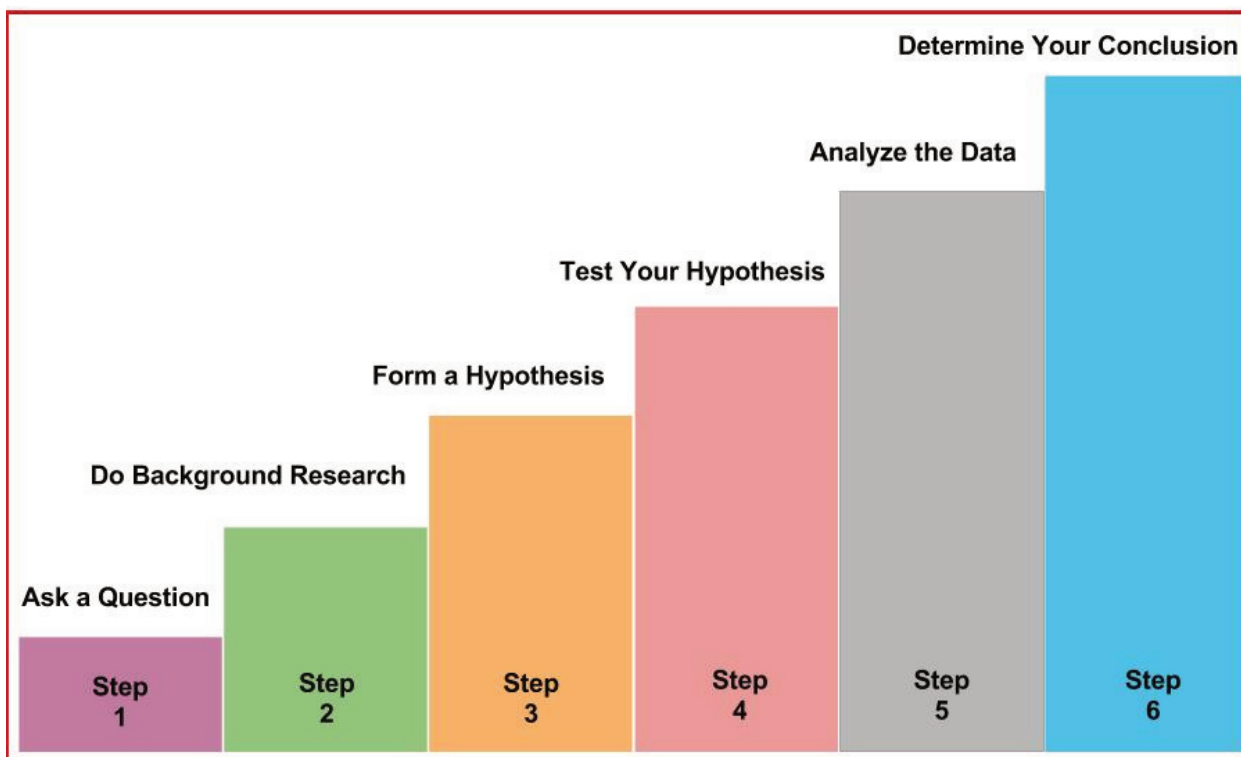 Determine Your Conclusion
Analyze the Data
Test Your Hypothesis
Form a Hypothesis
Do Background Research
Ask a Question
Step
1
Step
2
Step
3
Step
4
Step
5
Step
6